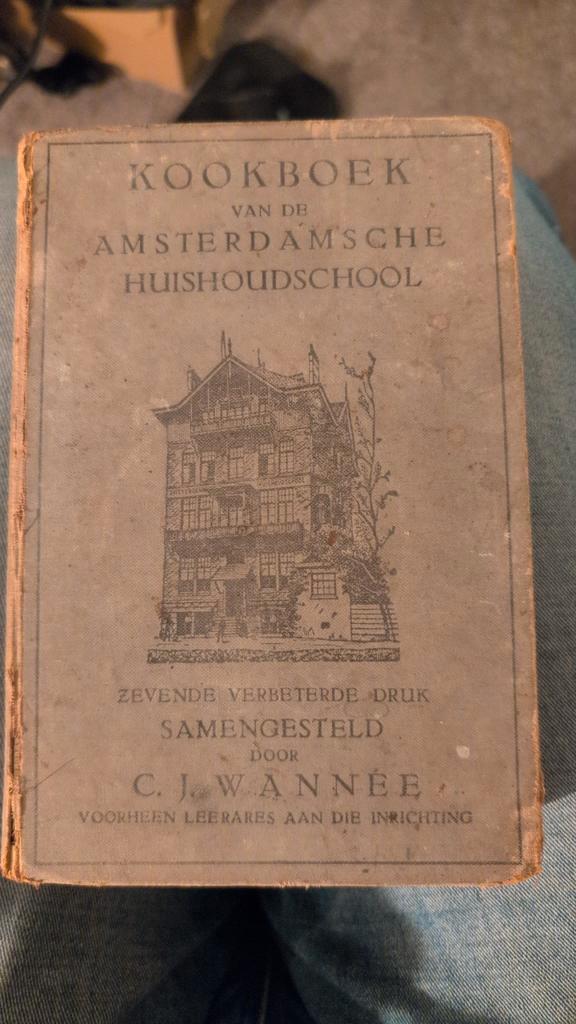 KOOKBOEK
VAN DE
AMSTERDAMSCHE
HUISHOUDSCHOOL
ZEVENDE VERBETERDE DRUK
SAMENGESTELD
DOOR
C. J. WANNÉE
VOORHEEN LEERARES AAN DIE INRICHTING